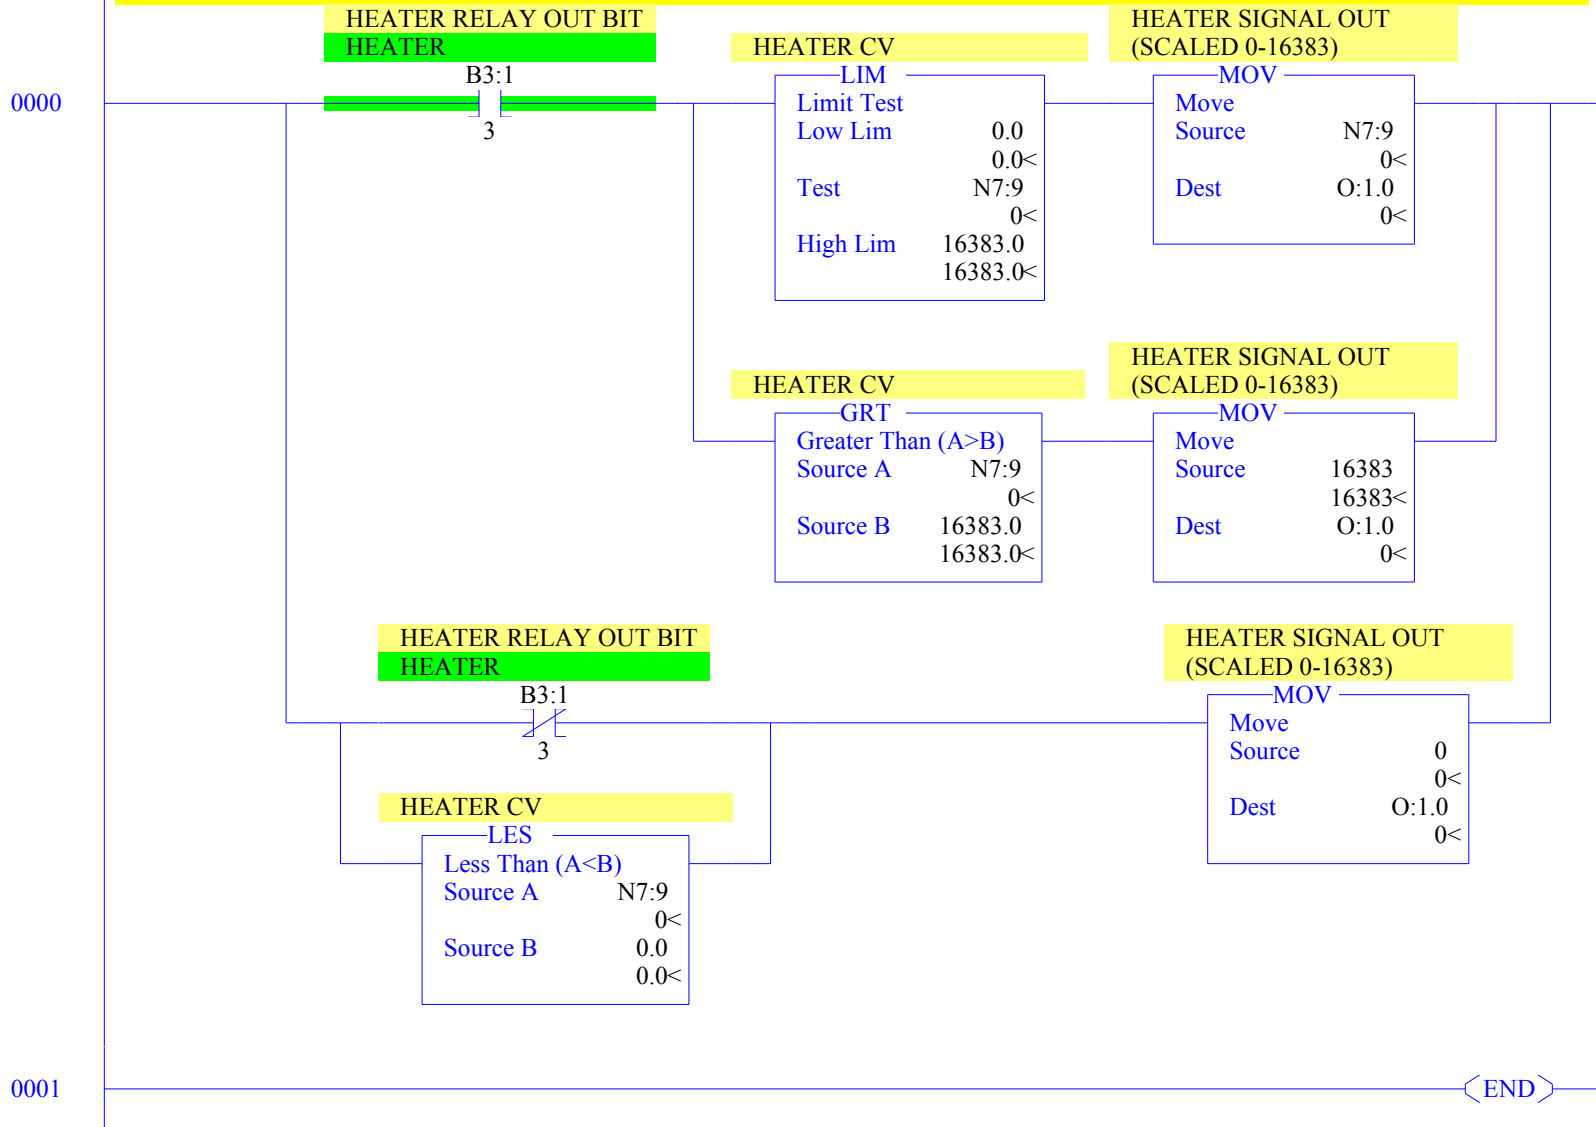 HEATER RELAY OUT BIT
HEATER
B3:1
3
HEATER CV
LIM
Limit Test
Low Lim 0.0
0.0<
Test N7:9
0<
High Lim 16383.0
16383.0<
HEATER SIGNAL OUT
(SCALED 0-16383)
MOV
Move
Source N7:9
0<
Dest O:1.0
0<
0000
HEATER CV
GRT
Greater Than (A>B)
Source A N7:9
0<
Source B 16383.0
16383.0<
HEATER SIGNAL OUT
(SCALED 0-16383)
MOV
Move
Source 16383
16383<
Dest O:1.0
0<
HEATER RELAY OUT BIT
HEATER
B3:1
3
HEATER CV
LES
Less Than (A<B)
Source A N7:9
0<
Source B 0.0
0.0<
HEATER SIGNAL OUT
(SCALED 0-16383)
MOV
Move
Source 0
0<
Dest O:1.0
0<
0001
END